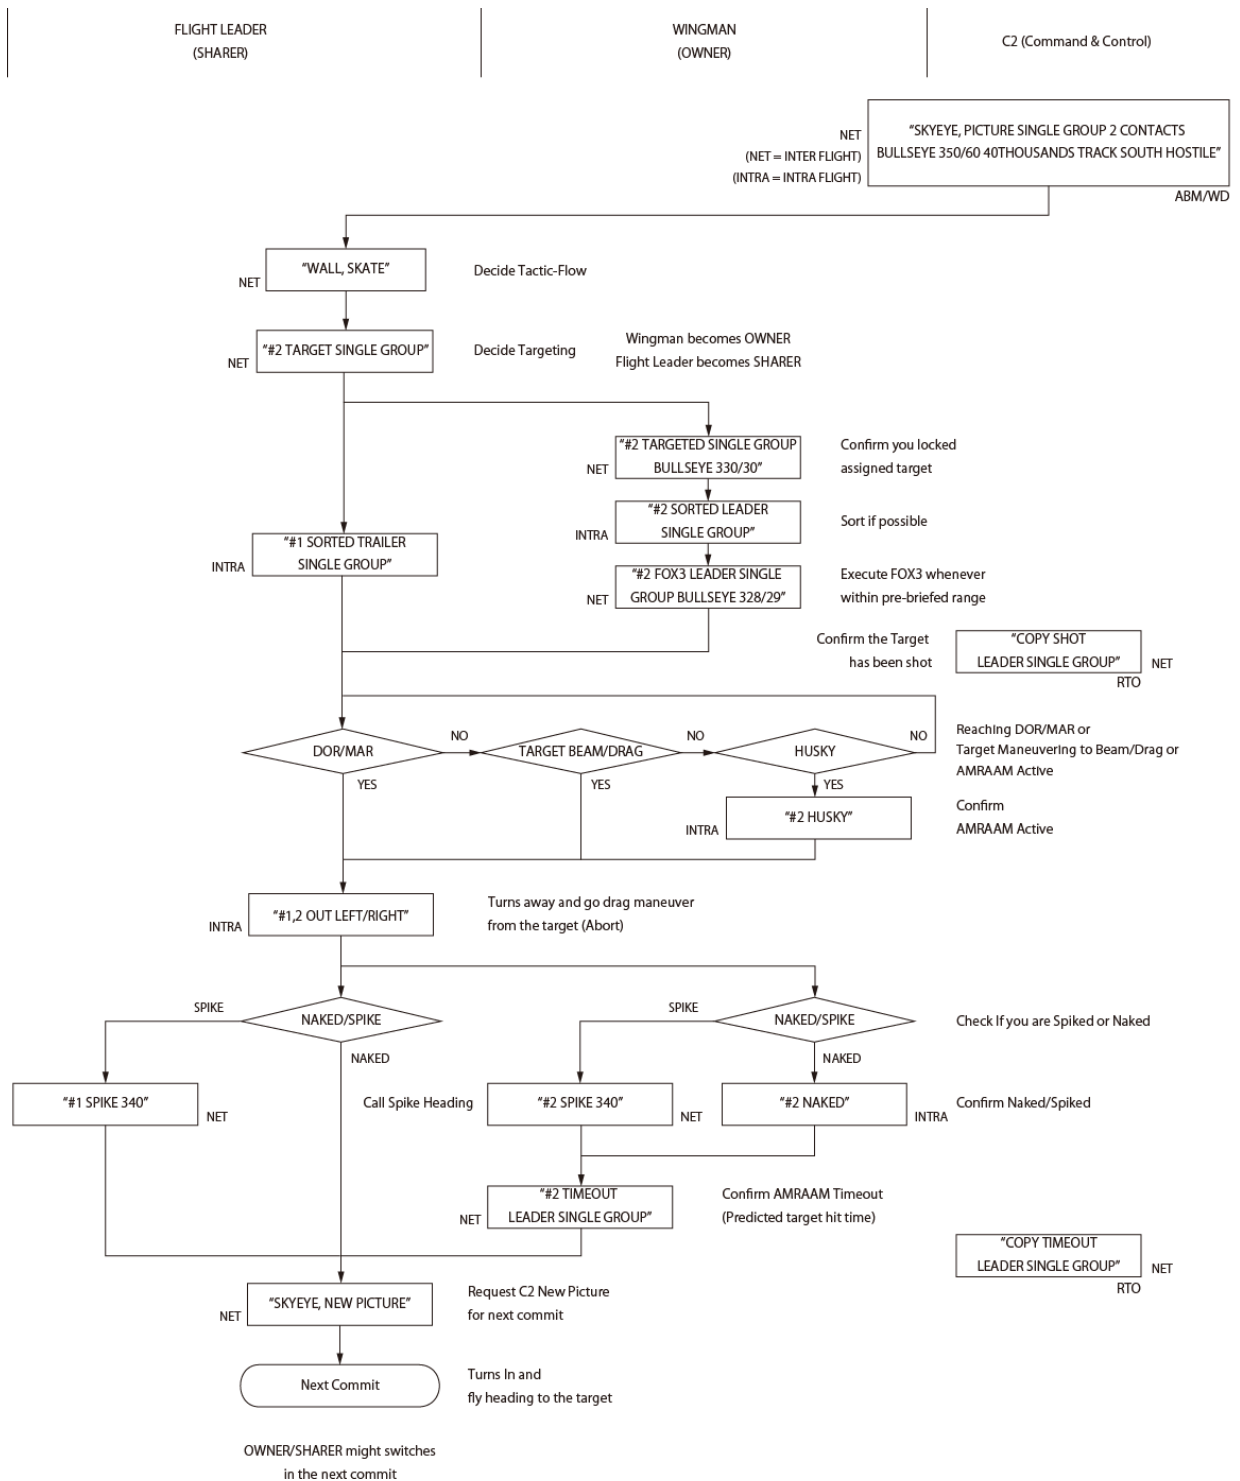 FLIGHT LEADER
(SHARER)
WINGMAN
(OWNER)
C2 (Command & Control)
NET
(NET = INTER FLIGHT)
(INTRA = INTRA FLIGHT)
“SKYEYE, PICTURE SINGLE GROUP 2 CONTACTS
BULLSEYE 350/60 40THOUSANDS TRACK SOUTH HOSTILE”
ABM/WD
“WALL, SKATE”
NET
Decide Tactic-Flow
“#2 TARGET SINGLE GROUP”
NET
Decide Targeting
Wingman becomes OWNER
Flight Leader becomes SHARER
“#2 TARGETED SINGLE GROUP
BULLSEYE 330/30”
NET
Confirm you locked
assigned target
“#2 SORTED LEADER
SINGLE GROUP”
INTRA
Sort if possible
“#1 SORTED TRAILER
SINGLE GROUP”
INTRA
“#2 FOX3 LEADER SINGLE
GROUP BULLSEYE 328/29”
NET
Execute FOX3 whenever
within pre-briefed range
Confirm the Target
has been shot
“COPY SHOT
LEADER SINGLE GROUP”
NET
RTO
DOR/MAR
NO
YES
TARGET BEAM/DRAG
NO
YES
HUSKY
NO
YES
Reaching DOR/MAR or
Target Maneuvering to Beam/Drag or
AMRAAM Active
“#2 HUSKY”
INTRA
Confirm
AMRAAM Active
“#1,2 OUT LEFT/RIGHT”
INTRA
Turns away and go drag maneuver
from the target (Abort)
SPIKE
NAKED/SPIKE
NAKED
SPIKE
NAKED/SPIKE
NAKED
Check If you are Spiked or Naked
“#1 SPIKE 340”
NET
Call Spike Heading
“#2 SPIKE 340”
NET
“#2 NAKED”
INTRA
Confirm Naked/Spiked
“#2 TIMEOUT
LEADER SINGLE GROUP”
NET
Confirm AMRAAM Timeout
(Predicted target hit time)
“COPY TIMEOUT
LEADER SINGLE GROUP”
NET
RTO
“SKYEYE, NEW PICTURE”
NET
Request C2 New Picture
for next commit
Next Commit
Turns In and
fly heading to the target
OWNER/SHARER might switches
in the next commit